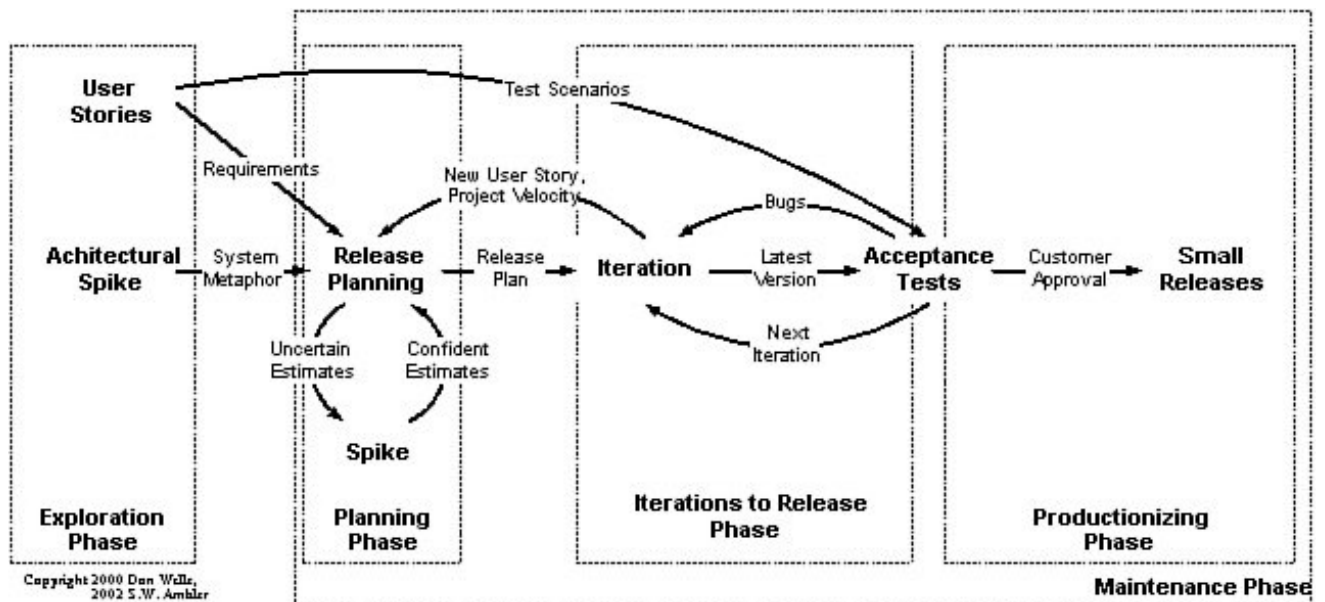 User
Stories
Test Scenarios
Requirements
New User Story,
Project Velocity
Bugs
Achitectural
Spike
System
Metaphor
Release
Planning
Release
Plan
Iteration
Latest
Version
Acceptance
Tests
Customer
Approval
Small
Releases
Uncertain
Estimates
Confident
Estimates
Next
Iteration
Spike
Exploration
Phase
Planning
Phase
Iterations to Release
Phase
Productionizing
Phase
Copyright 2000 Don Wells,
2002 S.W. Ambler
Maintenance Phase